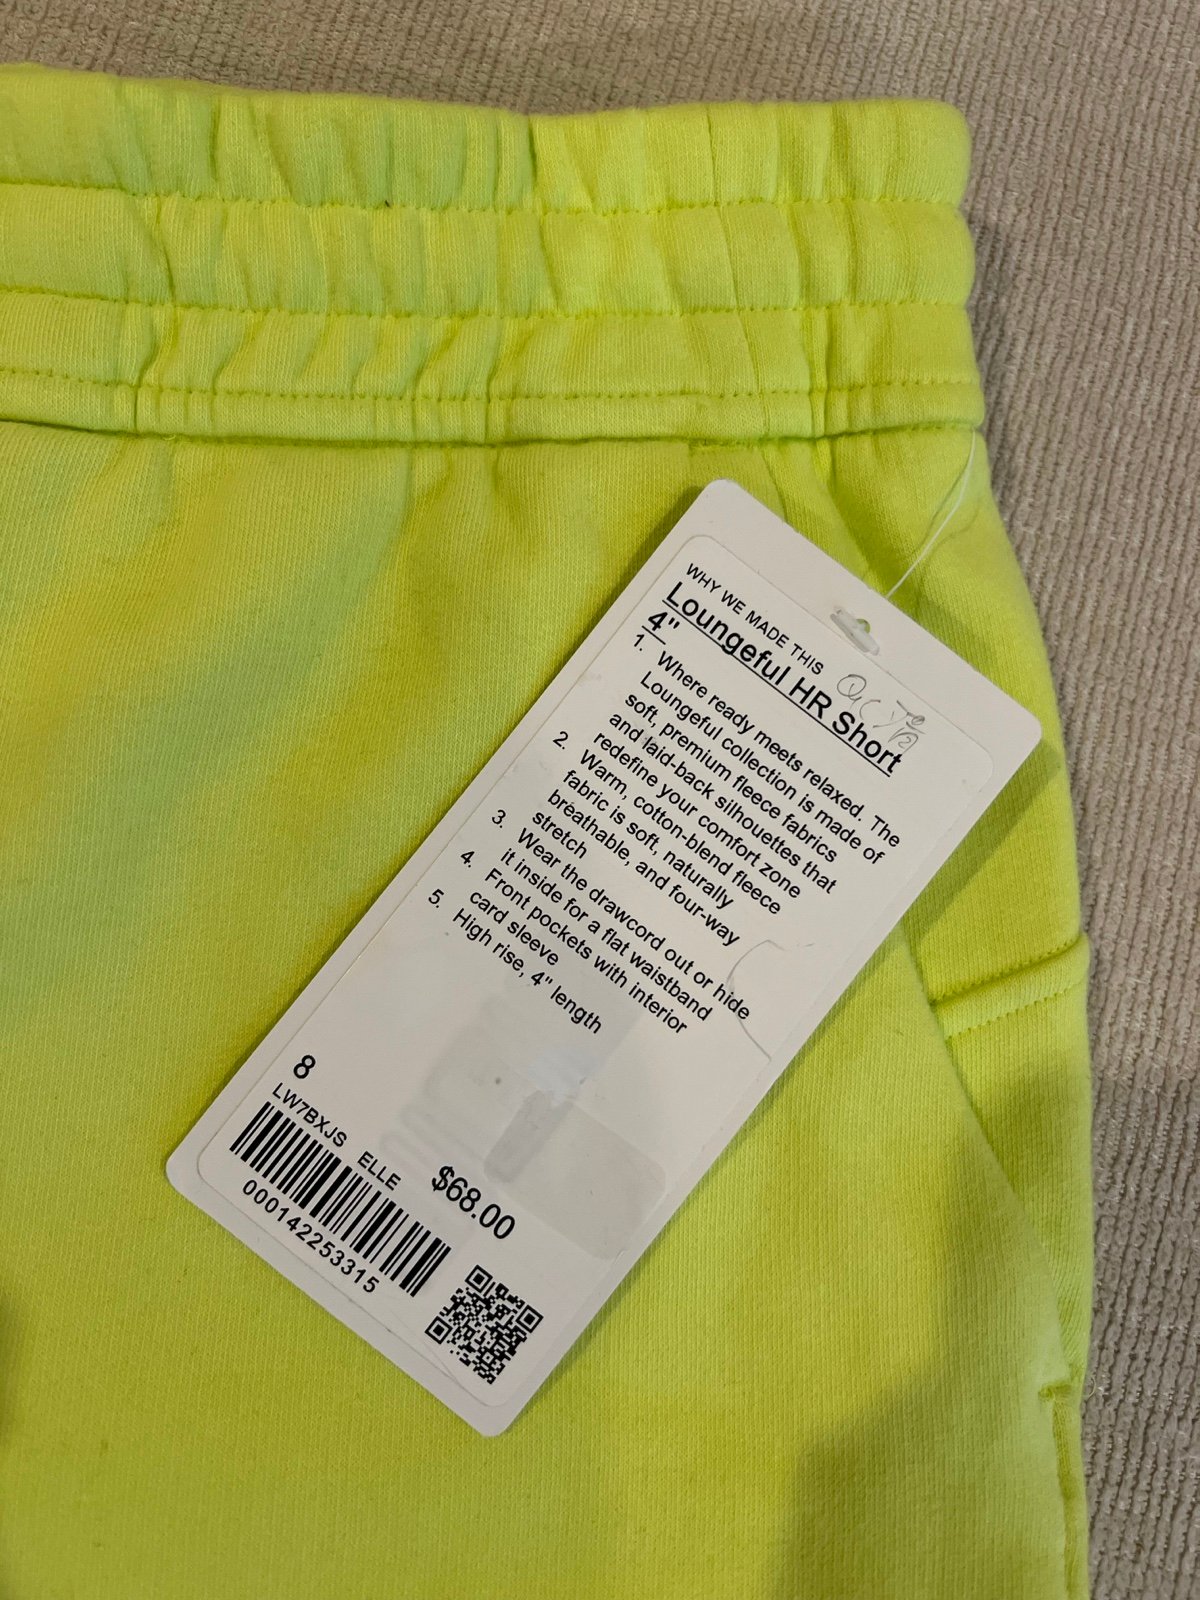 WHY WE MADE THIS
Loungeful HR Short
4"
1. Where ready meets relaxed. The
Loungeful collection is made of
soft, premium fleece fabrics
and laid-back silhouettes that
redefine your comfort zone
2. Warm, cotton-blend fleece
fabric is soft, naturally
breathable, and four-way
stretch
3. Wear the drawcord out or hide
it inside for a flat waistband
4. Front pockets with interior
card sleeve
5. High rise, 4" length
8
LW7BXJS ELLE
$68.00
000142253315